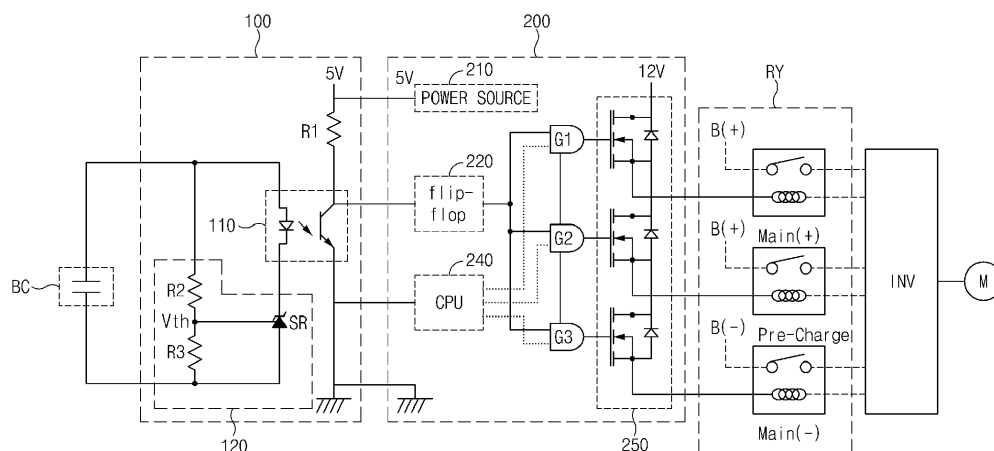 100
200
RY
5V
5V
210
POWER SOURCE
12V
R1
G1
B(+)
220
flip-
flop
110
G2
Main(+)
B(+)
240
CPU
INV
M
BC
R2
Vth
SR
R3
G3
Pre-Charge
B(-)
Main(-)
120
250